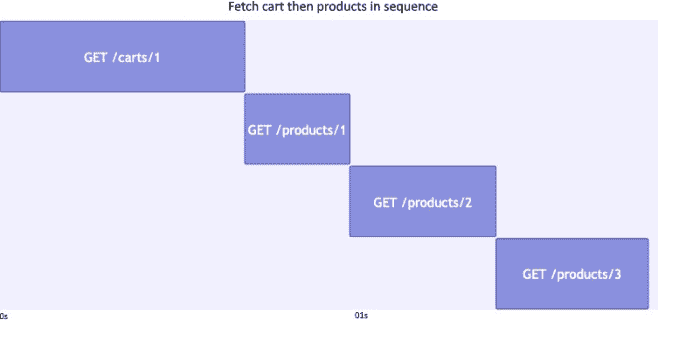 Fetch cart then products in sequence
GET /carts/1
GET /products/1
GET /products/2
GET /products/3
0s
01s